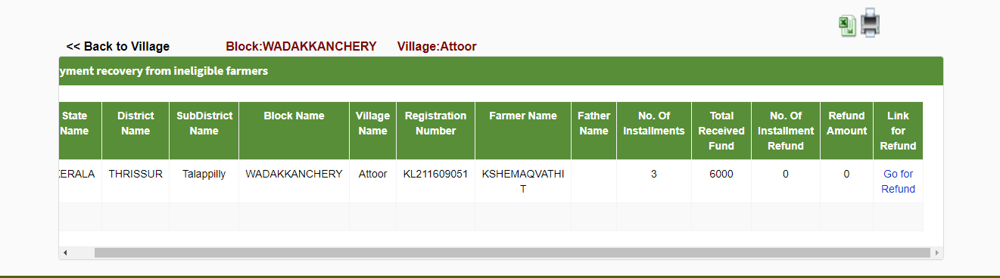 << Back to Village Block:WADAKKANCHERY Village:Attoor
yment recovery from ineligible farmers
State Name District Name SubDistrict Name Block Name Village Name Registration Number Farmer Name Father Name No. Of Installments Total Received Fund No. Of Installment Refund Refund Amount Link for Refund
ERALA THRISSUR Talappilly WADAKKANCHERY Attoor KL211609051 KSHEMAQVATHI T 3 6000 0 0 Go for Refund